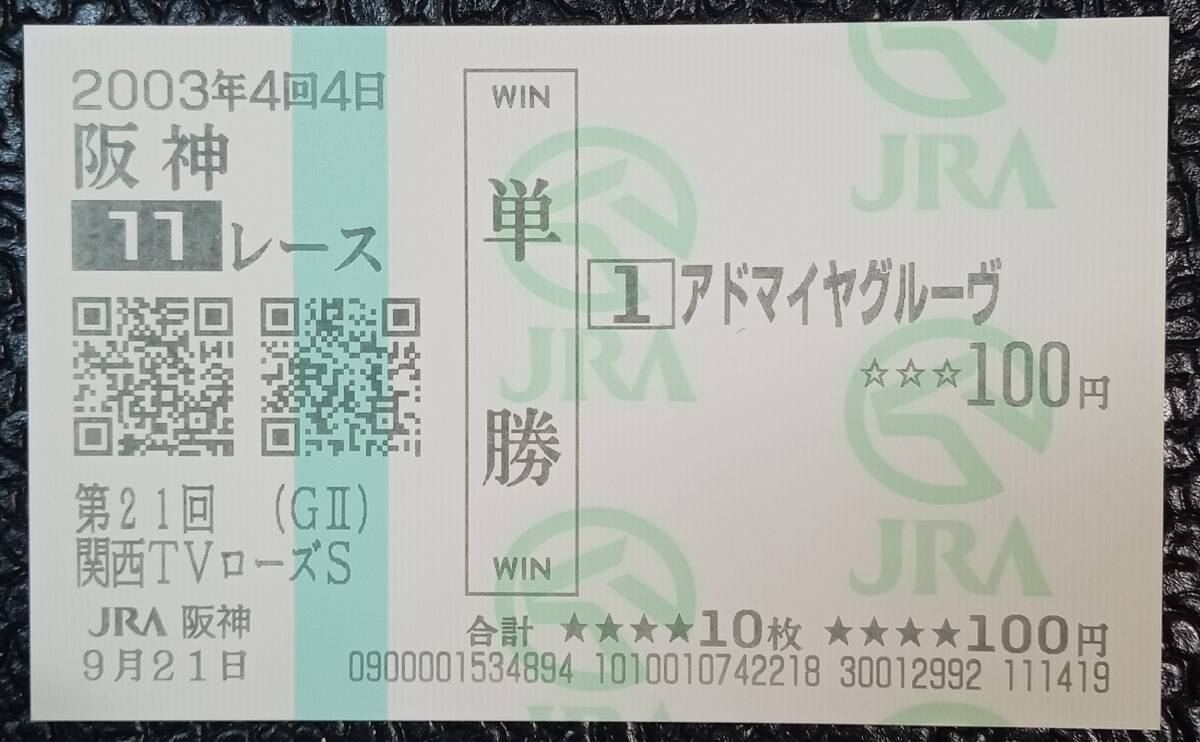 2003年4回4日
阪神
11レース
第21回 (GⅡ)
関西TVローズS
JRA 阪神
9月21日
WIN
単勝
WIN
1 アドマイヤグルーヴ
☆☆☆100円
合計 ★★★★10枚 ★★★★100円
0900001534894 1010010742218 30012992 111419
JRA
JRA
JRA